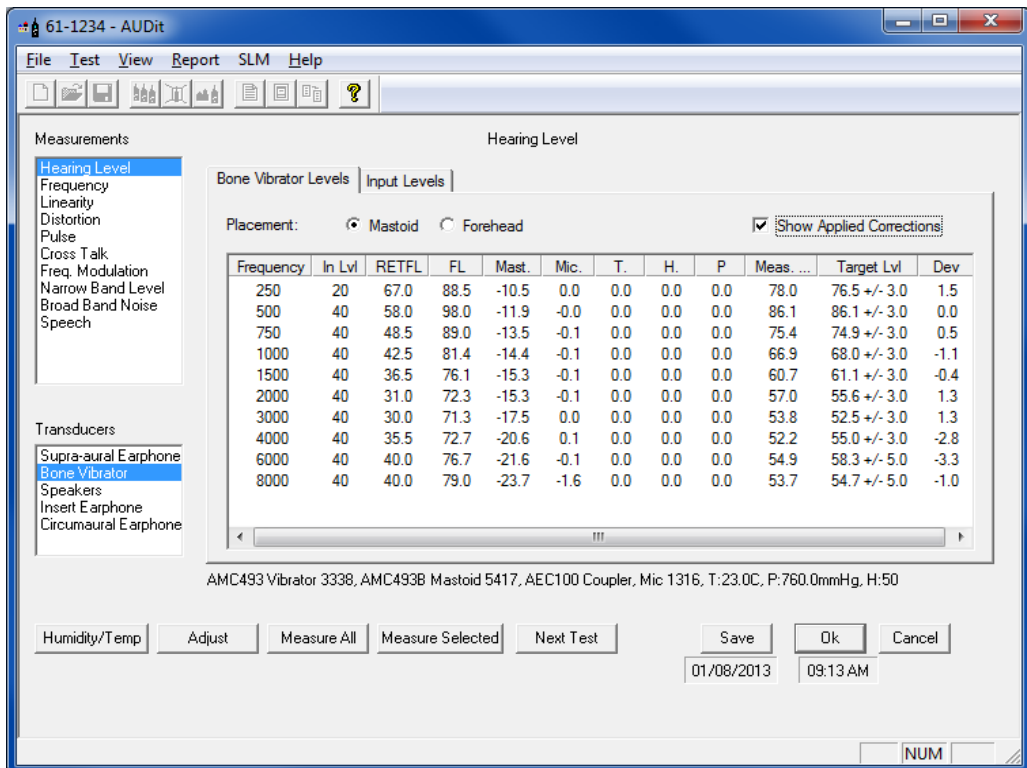 61-1234 - AUDit
File Test View Report SLM Help
Measurements
Hearing Level
Hearing Level
Frequency
Linearity
Distortion
Pulse
Cross Talk
Freq. Modulation
Narrow Band Level
Broad Band Noise
Speech
Transducers
Supra-aural Earphone
Bone Vibrator
Speakers
Insert Earphone
Circumaural Earphone
Bone Vibrator Levels Input Levels
Placement: Mastoid Forehead Show Applied Corrections
Frequency In Lvl RETFL FL Mast. Mic. T. H. P Meas. ... Target Lvl Dev
250 20 67.0 88.5 -10.5 0.0 0.0 0.0 0.0 78.0 76.5 +/- 3.0 1.5
500 40 58.0 98.0 -11.9 -0.0 0.0 0.0 0.0 86.1 86.1 +/- 3.0 0.0
750 40 48.5 89.0 -13.5 -0.1 0.0 0.0 0.0 75.4 74.9 +/- 3.0 0.5
1000 40 42.5 81.4 -14.4 -0.1 0.0 0.0 0.0 66.9 68.0 +/- 3.0 -1.1
1500 40 36.5 76.1 -15.3 -0.1 0.0 0.0 0.0 60.7 61.1 +/- 3.0 -0.4
2000 40 31.0 72.3 -15.3 -0.1 0.0 0.0 0.0 57.0 55.6 +/- 3.0 1.3
3000 40 30.0 71.3 -17.5 0.0 0.0 0.0 0.0 53.8 52.5 +/- 3.0 1.3
4000 40 35.5 72.7 -20.6 0.1 0.0 0.0 0.0 52.2 55.0 +/- 3.0 -2.8
6000 40 40.0 76.7 -21.6 -0.1 0.0 0.0 0.0 54.9 58.3 +/- 5.0 -3.3
8000 40 40.0 79.0 -23.7 -1.6 0.0 0.0 0.0 53.7 54.7 +/- 5.0 -1.0
AMC493 Vibrator 3338, AMC493B Mastoid 5417, AEC100 Coupler, Mic 1316, T:23.0C, P:760.0mmHg, H:50
Humidity/Temp Adjust Measure All Measure Selected Next Test Save Ok Cancel
01/08/2013 09:13 AM
NUM